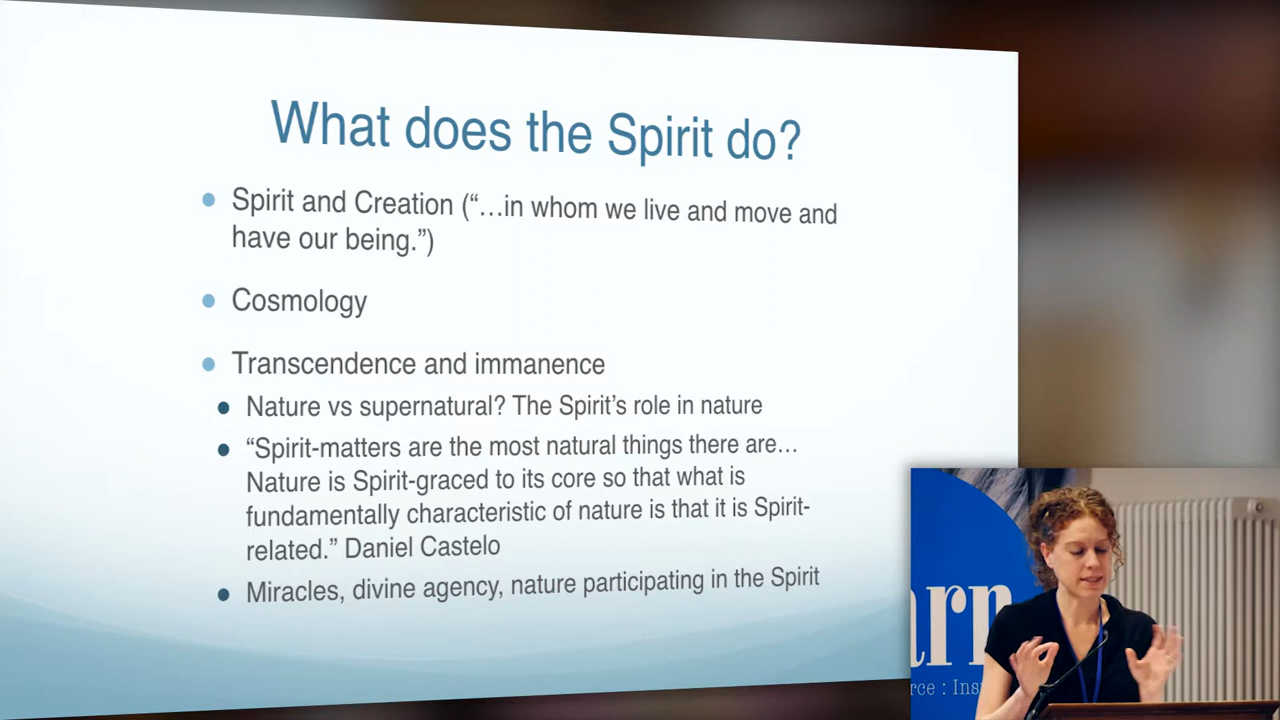 What does the Spirit do?
Spirit and Creation (“…in whom we live and move and
have our being.”)
Cosmology
Transcendence and immanence
Nature vs supernatural? The Spirit’s role in nature
“Spirit-matters are the most natural things there are…
Nature is Spirit-graced to its core so that what is
fundamentally characteristic of nature is that it is Spirit-
related.” Daniel Castelo
Miracles, divine agency, nature participating in the Spirit